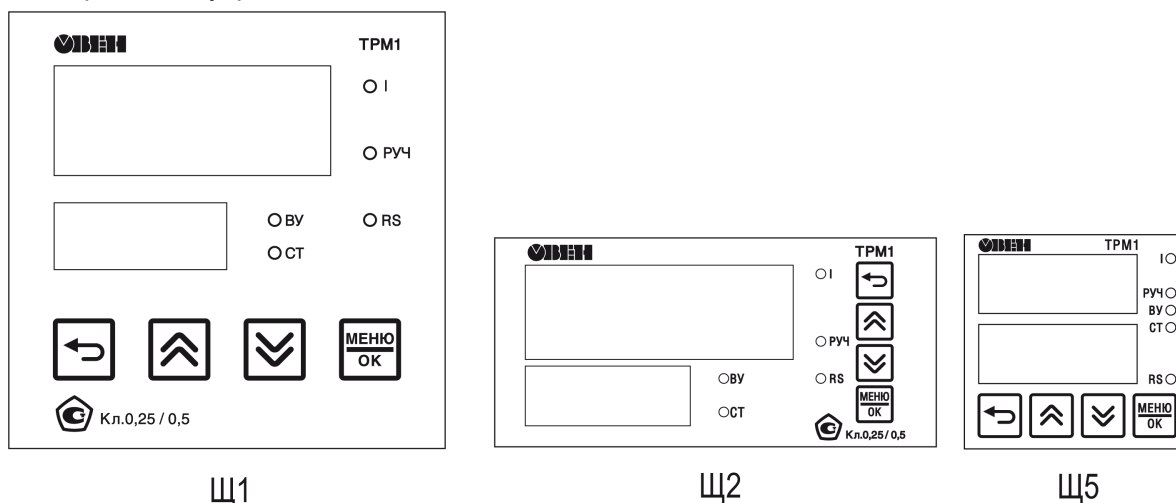 ОВЕН
ТРМ1
I
РУЧ
ВУ
RS
СТ
МЕНЮ
ОК
Кл.0,25 / 0,5
Щ1
ОВЕН
ТРМ1
I
РУЧ
ВУ
RS
СТ
МЕНЮ
ОК
Кл.0,25 / 0,5
Щ2
ОВЕН
ТРМ1
I
РУЧ
ВУ
СТ
RS
МЕНЮ
ОК
Щ5